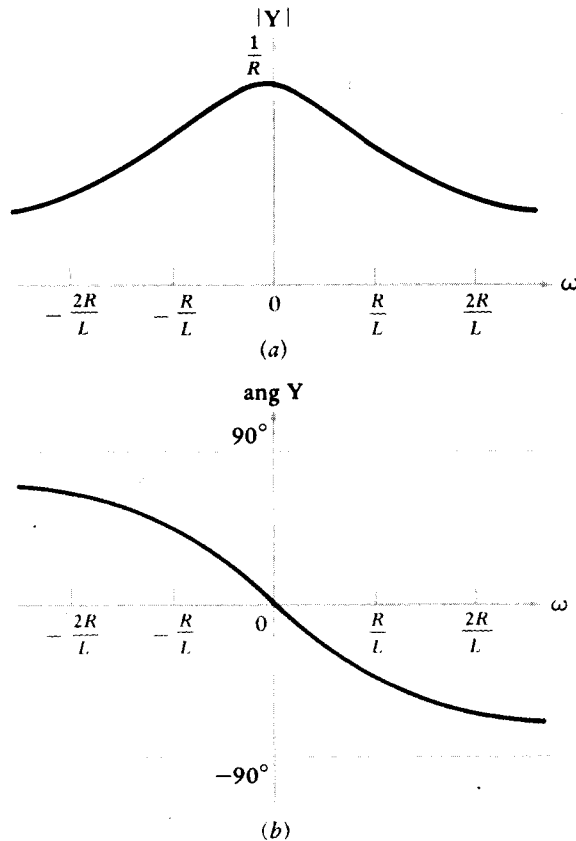 |Y|
1/R
− 2R/L − R/L 0 R/L 2R/L ω
(a)
ang Y
90°
− 2R/L − R/L 0 R/L 2R/L ω
−90°
(b)